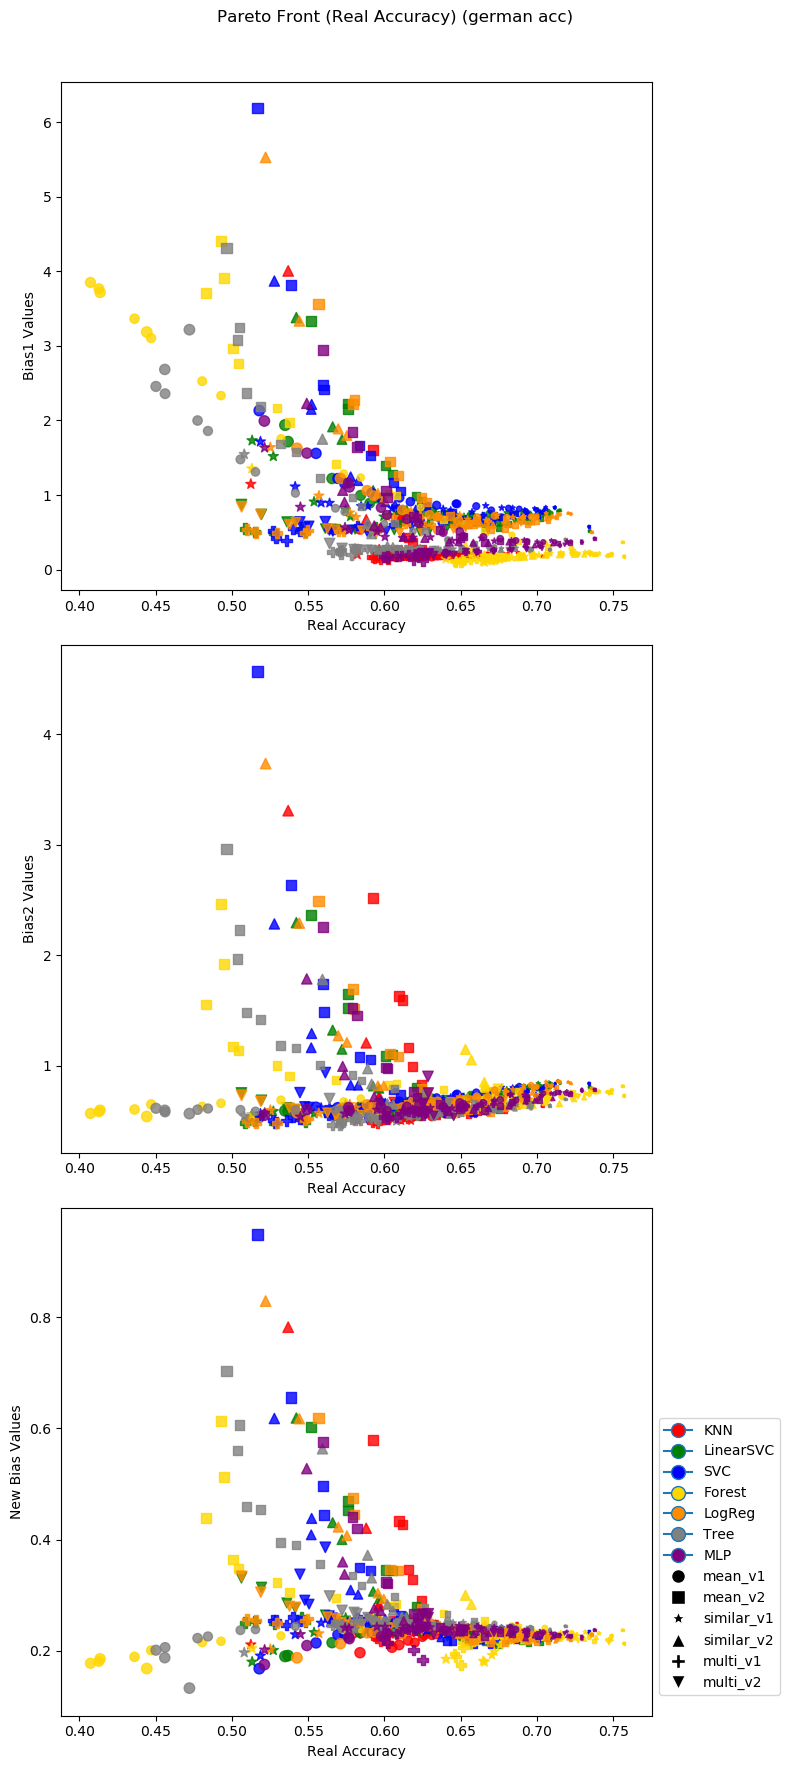 Pareto Front (Real Accuracy) (german acc)
6
5
4
3
2
1
0
Bias1 Values
0.40 0.45 0.50 0.55 0.60 0.65 0.70 0.75
Real Accuracy
4
3
2
1
Bias2 Values
0.40 0.45 0.50 0.55 0.60 0.65 0.70 0.75
Real Accuracy
0.8
0.6
0.4
0.2
New Bias Values
0.40 0.45 0.50 0.55 0.60 0.65 0.70 0.75
Real Accuracy
KNN
LinearSVC
SVC
Forest
LogReg
Tree
MLP
mean_v1
mean_v2
similar_v1
similar_v2
multi_v1
multi_v2